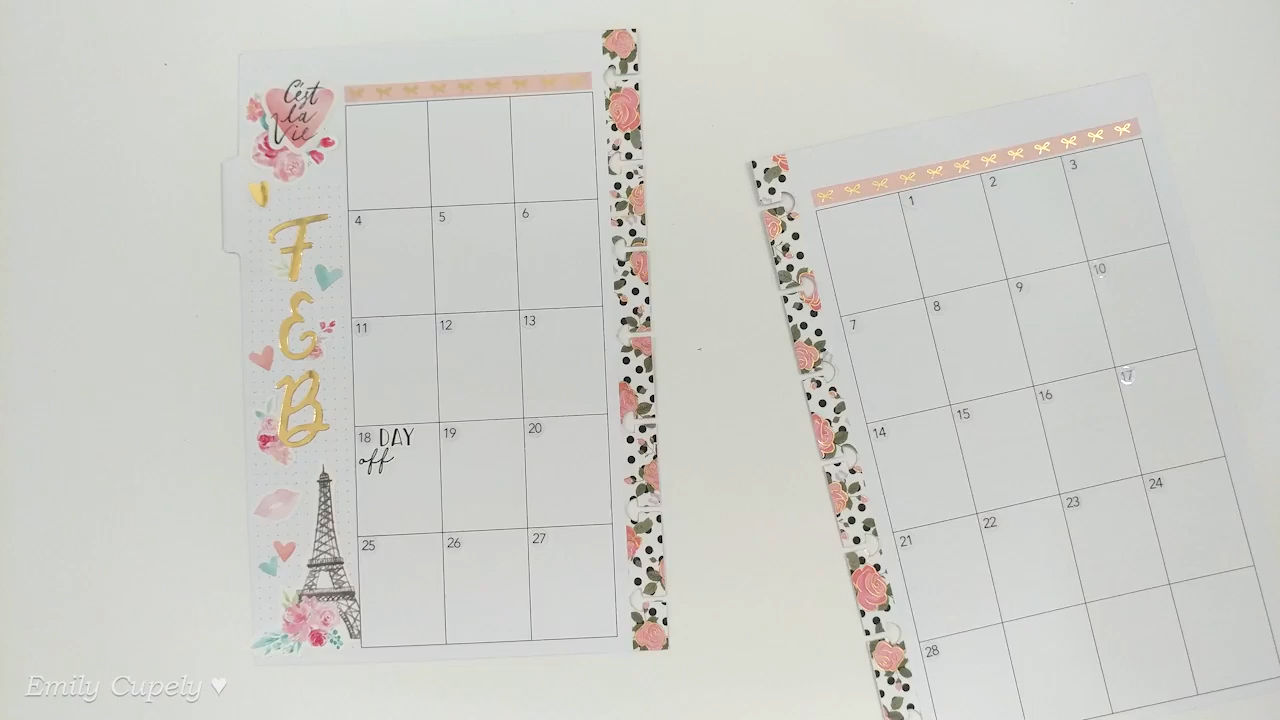 C'est
la
Vie
FEB
4 5 6
11 12 13
18 DAY off 19 20
25 26 27
1 2 3
7 8 9 10
14 15 16 17
21 22 23 24
28
Emily Cupely ♥